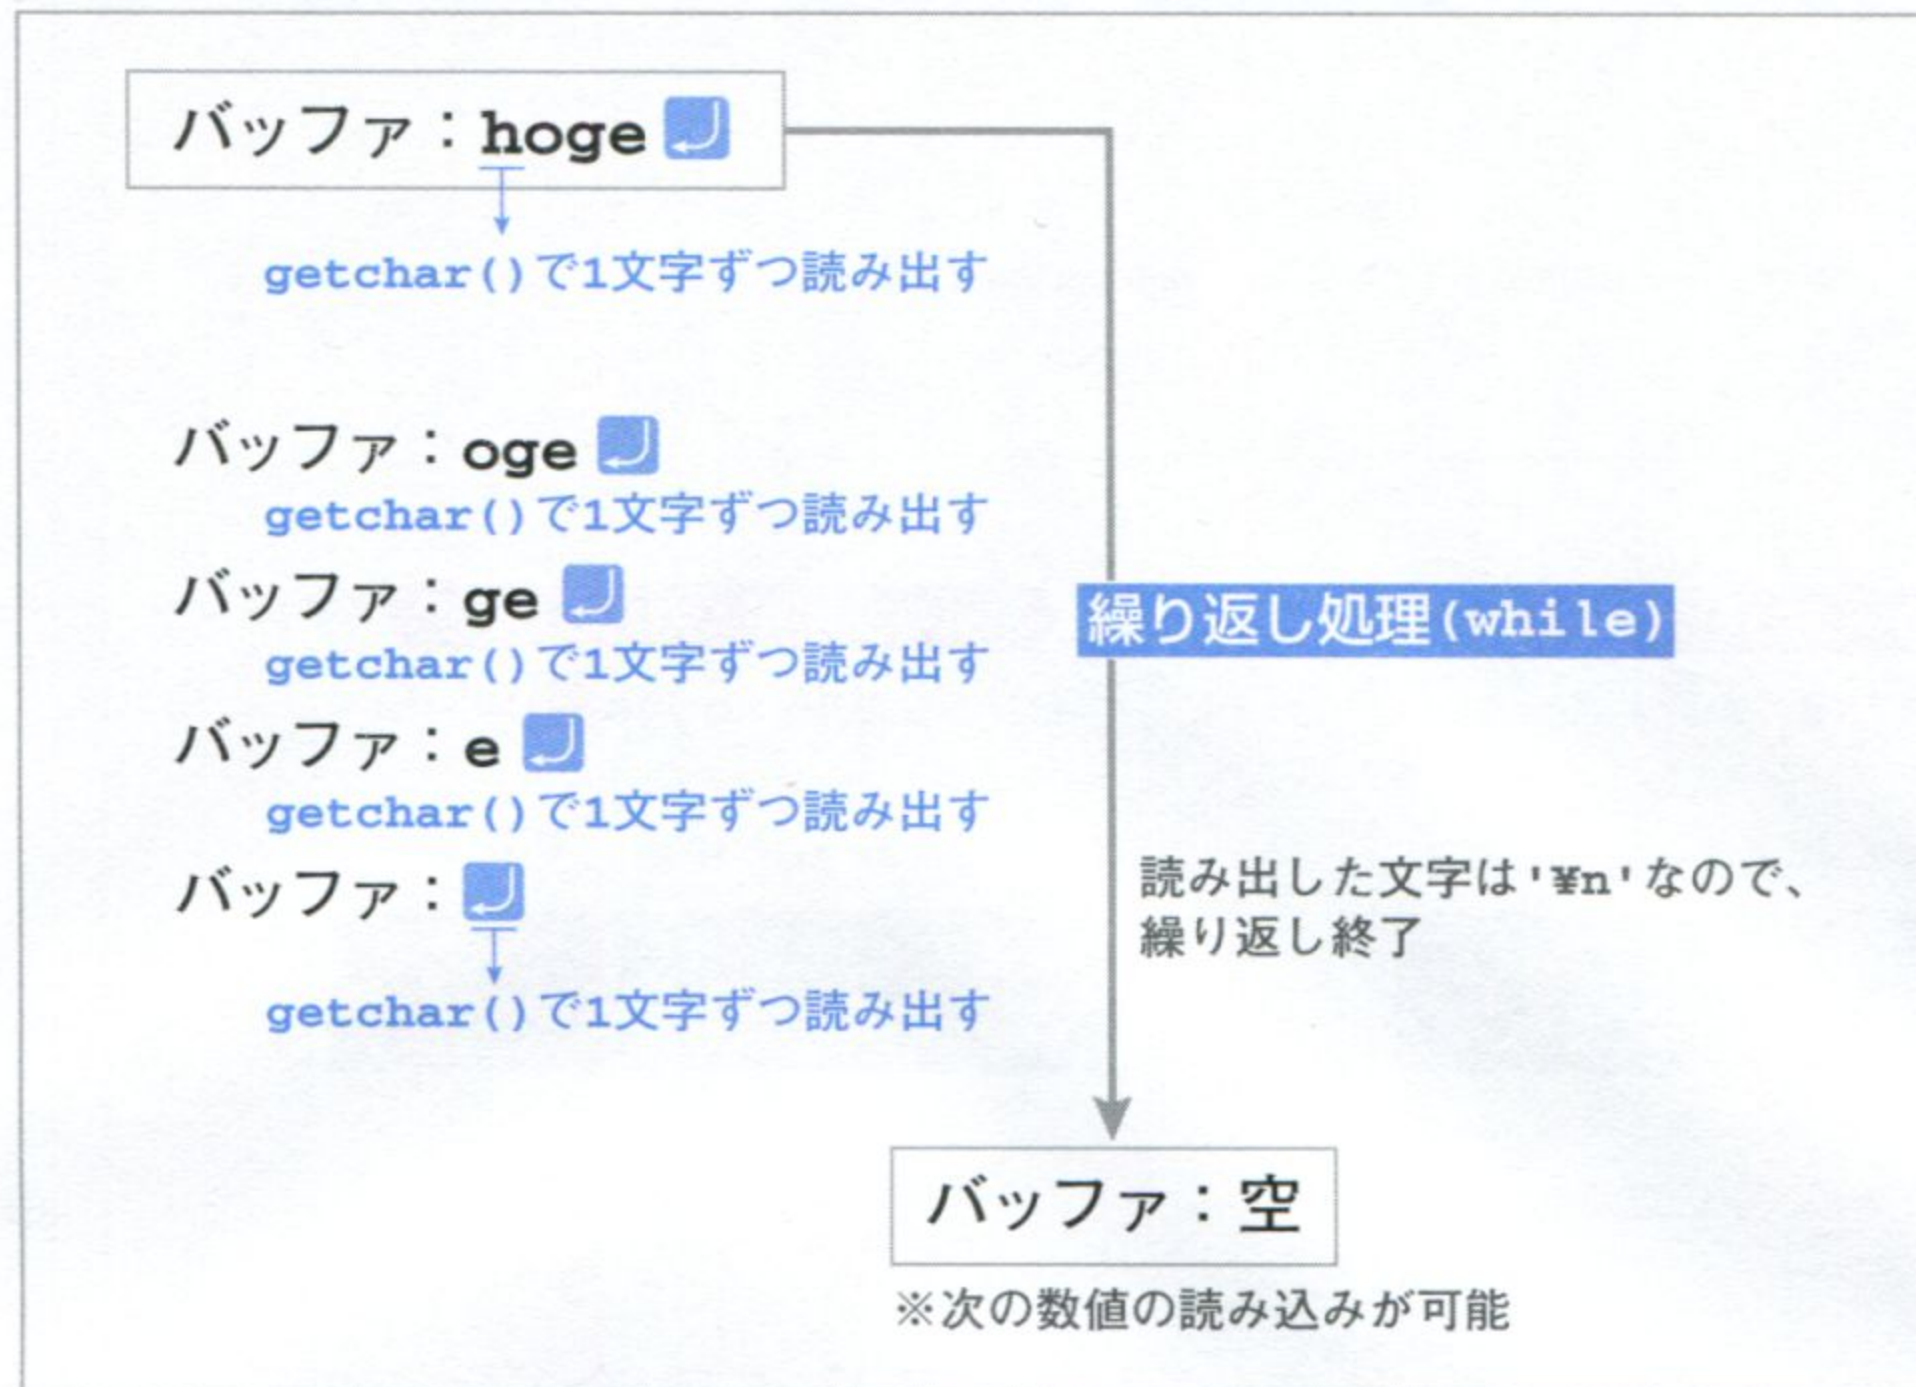 バッファ：hoge
getchar()で1文字ずつ読み出す
バッファ：oge
getchar()で1文字ずつ読み出す
バッファ：ge
getchar()で1文字ずつ読み出す
バッファ：e
getchar()で1文字ずつ読み出す
バッファ：
getchar()で1文字ずつ読み出す
繰り返し処理(while)
読み出した文字は'¥n'なので、
繰り返し終了
バッファ：空
※次の数値の読み込みが可能